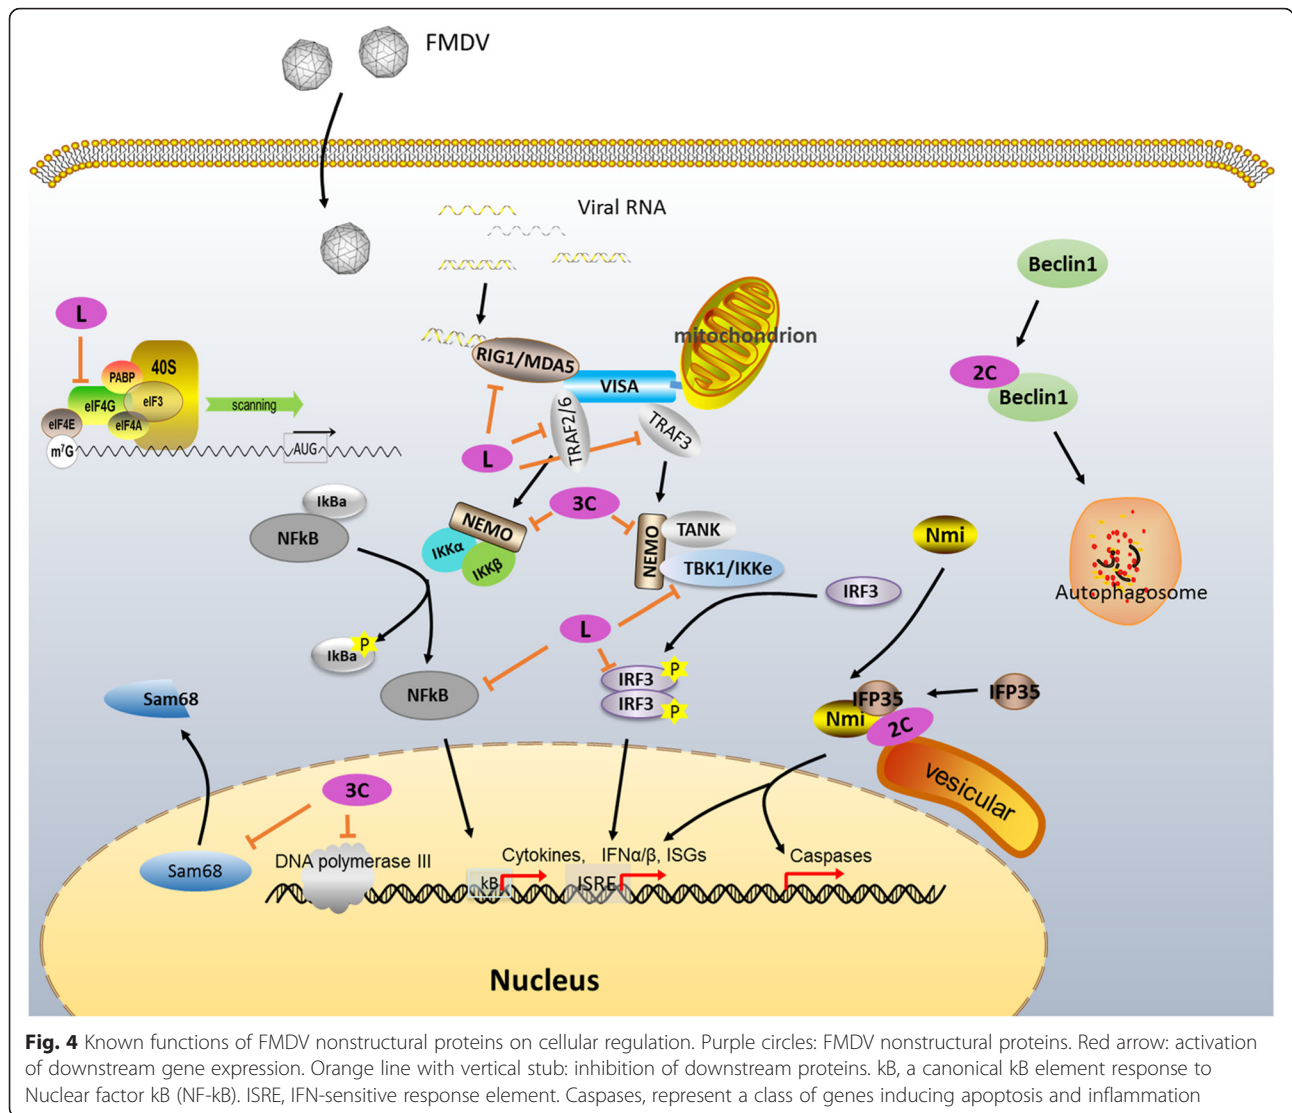 FMDV
Viral RNA
Beclin1
L
mitochondrion
40S
PABP
RIG1/MDA5
2C
VISA
Beclin1
eIF3
eIF4G
scanning
eIF4E
eIF4A
TRAF2/6
TRAF3
m⁷G
AUG
L
IkBa
3C
NFkB
NEMO
TANK
Nmi
IKKα
IKKβ
NEMO
TBK1/IKKe
Autophagosome
IRF3
L
P
IkBa
IRF3
P
NFkB
IRF3
P
Sam68
IFP35
IFP35
Nmi
2C
vesicular
3C
Sam68
DNA polymerase III
Cytokines,
IFNα/β, ISGs
Caspases
kB
ISRE
Nucleus
Fig. 4 Known functions of FMDV nonstructural proteins on cellular regulation. Purple circles: FMDV nonstructural proteins. Red arrow: activation
of downstream gene expression. Orange line with vertical stub: inhibition of downstream proteins. kB, a canonical kB element response to
Nuclear factor kB (NF-kB). ISRE, IFN-sensitive response element. Caspases, represent a class of genes inducing apoptosis and inflammation